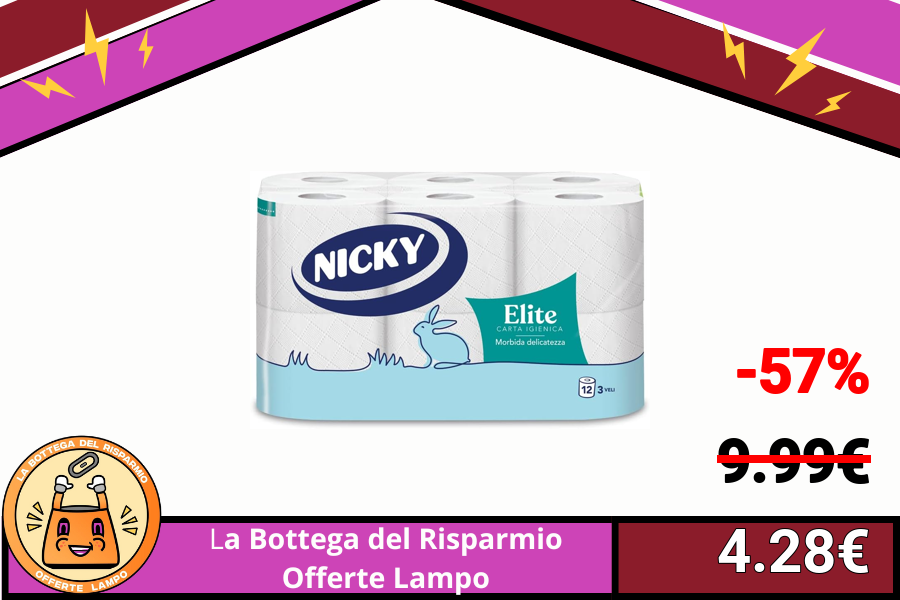 NICKY
Elite
CARTA IGIENICA
Morbida delicatezza
12 3 VELI
-57%
9.99€
LA BOTTEGA DEL RISPARMIO
OFFERTE LAMPO
La Bottega del Risparmio
Offerte Lampo
4.28€